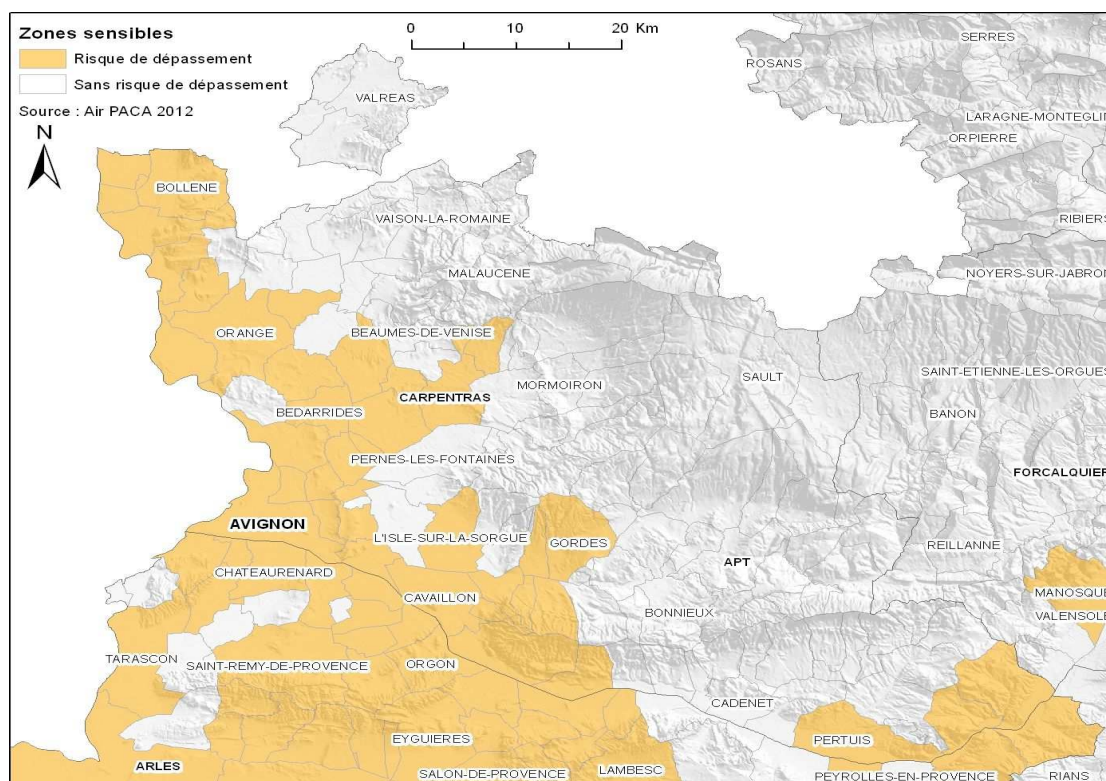 Zones sensibles
Risque de dépassement
Sans risque de dépassement
Source : Air PACA 2012
N
0 10 20 Km
SERRES
ROSANS
VALREAS
LARAGNE-MONTEGLIN
ORPIERRE
BOLLENE
VAISON-LA-ROMAINE
RIBIERS
MALAUCENE
NOYERS-SUR-JABRON
ORANGE
BEAUMES-DE-VENISE
SAINT-ETIENNE-LES-ORGUES
SAULT
MORMOIRON
CARPENTRAS
BEDARRIDES
BANON
PERNES-LES-FONTAINES
FORCALQUIER
AVIGNON
L'ISLE-SUR-LA-SORGUE
GORDES
REILLANNE
APT
CHATEAURENARD
MANOSQUE
CAVAILLON
BONNIEUX
VALENSOLE
TARASCON
SAINT-REMY-DE-PROVENCE
ORGON
CADENET
EYGUIERES
PERTUIS
ARLES
SALON-DE-PROVENCE
LAMBESC
PEYROLLES-EN-PROVENCE
RIANS